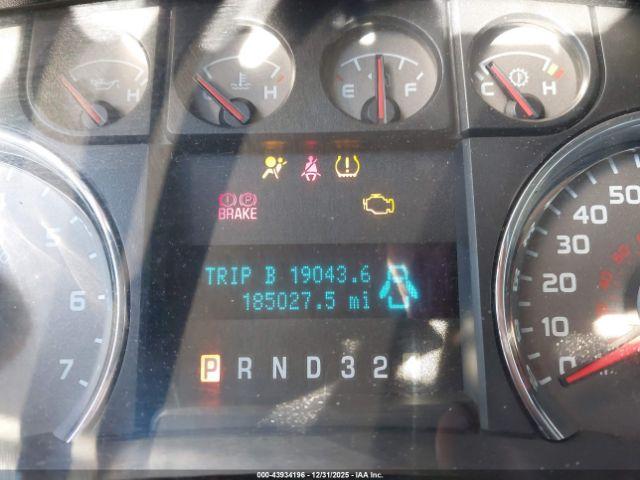 H
H
E F
C H
BRAKE
TRIP B 19043.6
185027.5 mi
P R N D 3 2
5
6
7
50
40
30
20
10
0
000-43934196 - 12/31/2025 - IAA Inc.